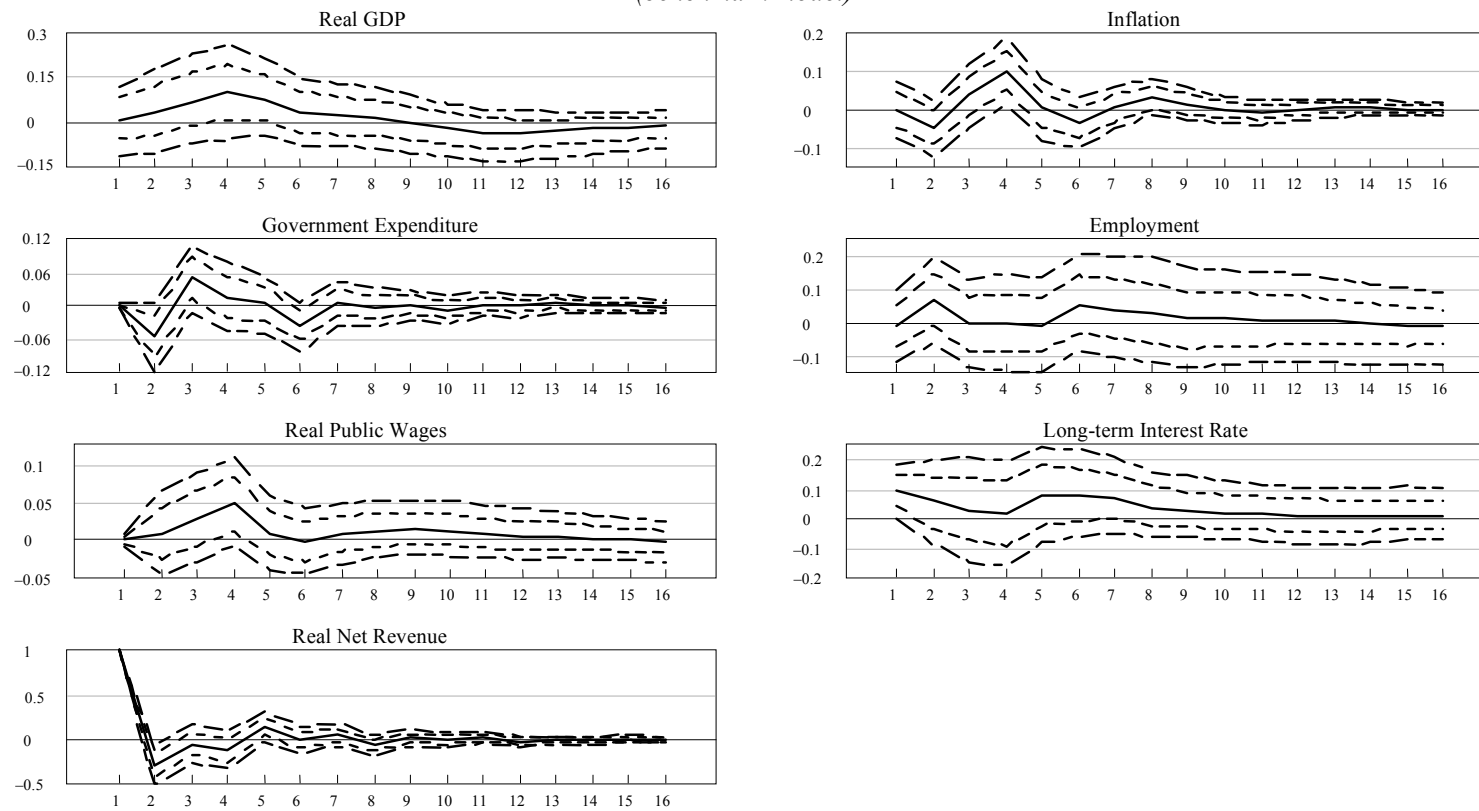 Real GDP
0.3
0.15
0
–0.15
1 2 3 4 5 6 7 8 9 10 11 12 13 14 15 16
Inflation
0.2
0.1
0
–0.1
1 2 3 4 5 6 7 8 9 10 11 12 13 14 15 16
Government Expenditure
0.12
0.06
0
–0.06
–0.12
1 2 3 4 5 6 7 8 9 10 11 12 13 14 15 16
Employment
0.2
0.1
0
–0.1
1 2 3 4 5 6 7 8 9 10 11 12 13 14 15 16
Real Public Wages
0.1
0.05
0
–0.05
1 2 3 4 5 6 7 8 9 10 11 12 13 14 15 16
Long-term Interest Rate
0.2
0.1
0
–0.1
–0.2
1 2 3 4 5 6 7 8 9 10 11 12 13 14 15 16
Real Net Revenue
1
0.5
0
–0.5
1 2 3 4 5 6 7 8 9 10 11 12 13 14 15 16